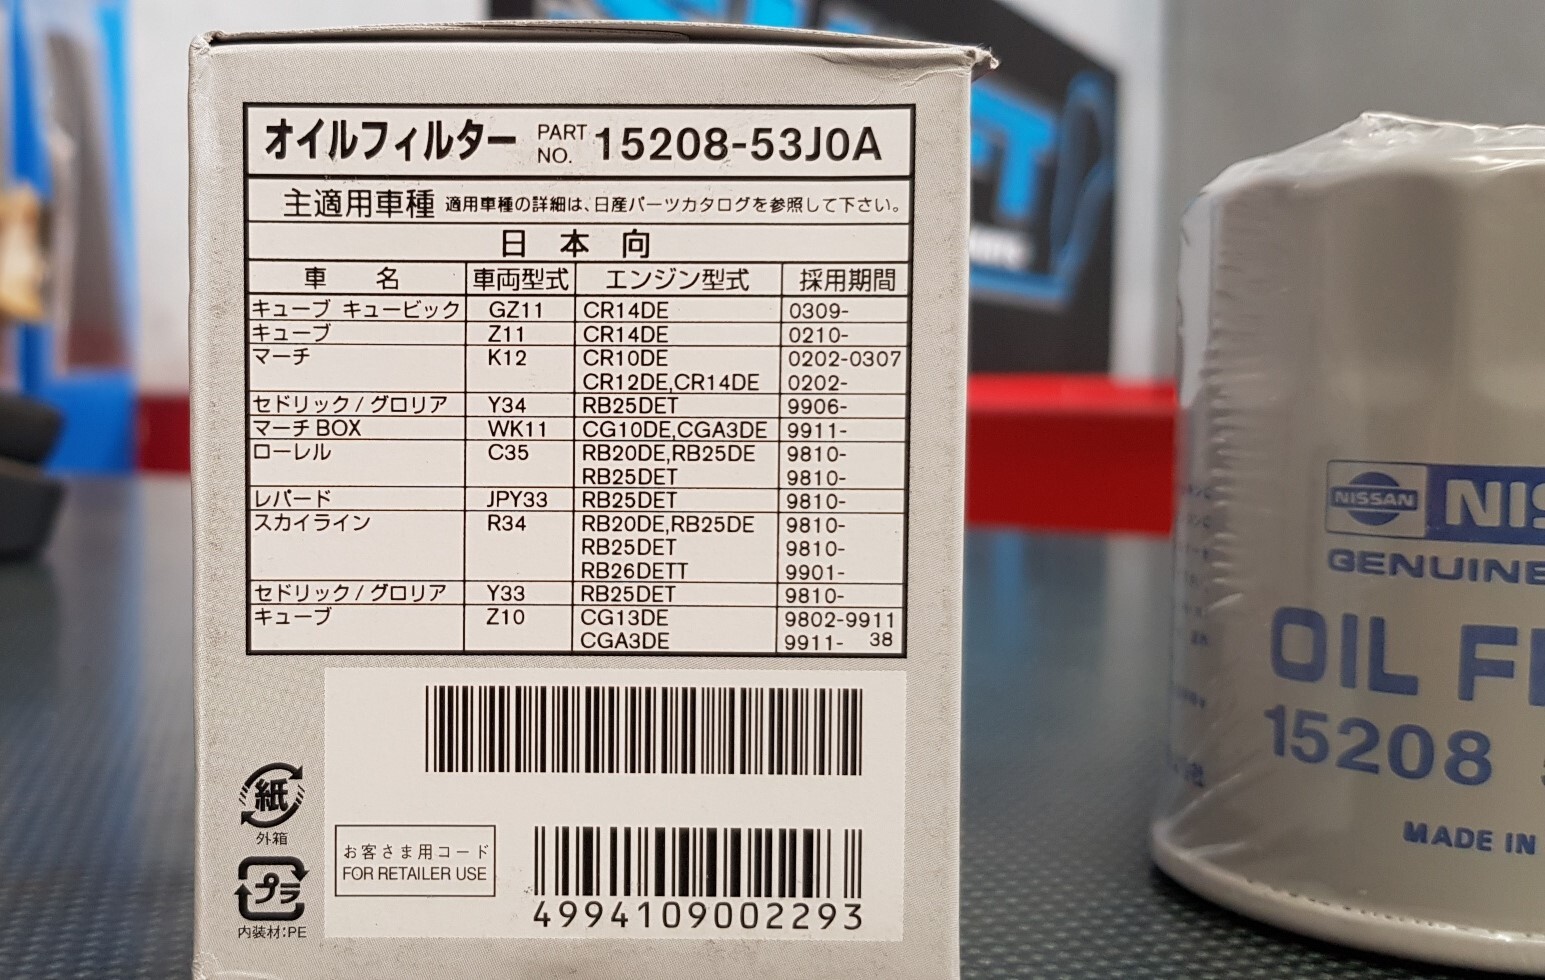 オイルフィルター PART NO. 15208-53J0A
主適用車種 適用車種の詳細は、日産パーツカタログを参照して下さい。
日本向
車名 車両型式 エンジン型式 採用期間
キューブ キュービック GZ11 CR14DE 0309-
キューブ Z11 CR14DE 0210-
マーチ K12 CR10DE 0202-0307
CR12DE,CR14DE 0202-
セドリック/グロリア Y34 RB25DET 9906-
マーチBOX WK11 CG10DE,CGA3DE 9911-
ローレル C35 RB20DE,RB25DE 9810-
RB25DET 9810-
レパード JPY33 RB25DET 9810-
スカイライン R34 RB20DE,RB25DE 9810-
RB25DET 9810-
RB26DETT 9901-
セドリック/グロリア Y33 RB25DET 9810-
キューブ Z10 CG13DE 9802-9911
CGA3DE 9911- 38
紙
外箱
プラ
内装材:PE
お客さま用コード
FOR RETAILER USE
4994109002293
NISSAN NIS
GENUINE
OIL F
15208
MADE IN